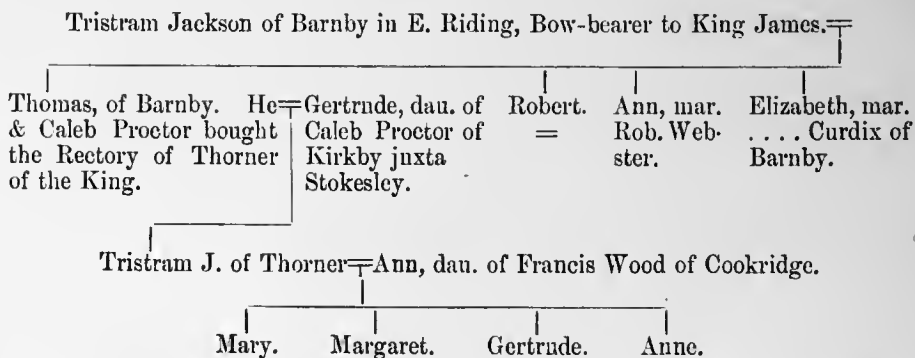 Tristram Jackson of Barnby in E. Riding, Bow-bearer to King James.=
Thomas, of Barnby. He=Gertrude, dau. of Robert. Ann, mar. Elizabeth, mar.
& Caleb Proctor bought Caleb Proctor of = Rob. Web- .... Curdix of
the Rectory of Thorner Kirkby juxta ster. Barnby.
of the King. Stokesley.
Tristram J. of Thorner=Ann, dau. of Francis Wood of Cookridge.
Mary. Margaret. Gertrude. Anne.